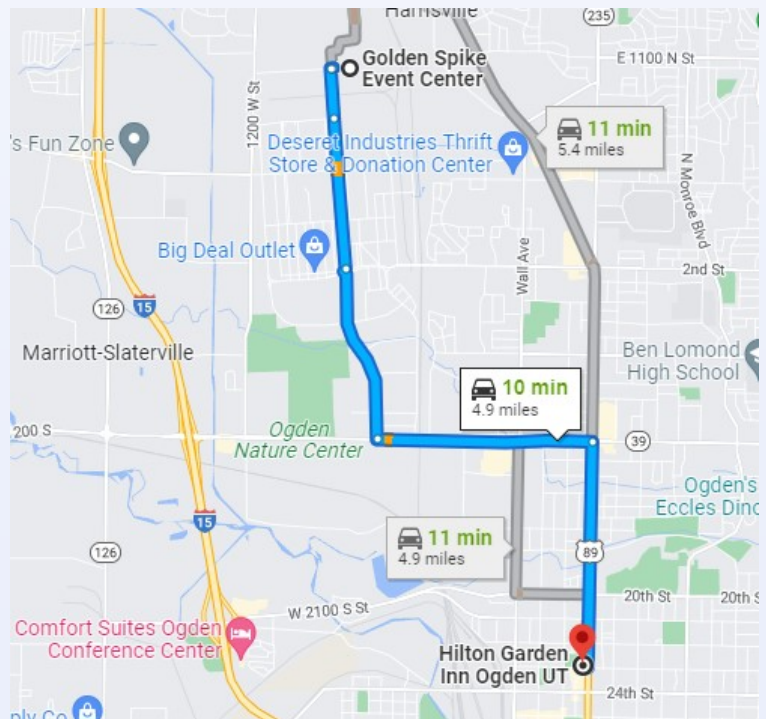 Harrisville
235
Golden Spike
Event Center
E 1100 N St
1200 W St
11 min
5.4 miles
's Fun Zone
Deseret Industries Thrift
Store & Donation Center
N Monroe Blvd
Big Deal Outlet
Wall Ave
2nd St
126
15
Marriott-Slaterville
Ben Lomond
High School
10 min
4.9 miles
200 S
Ogden
Nature Center
39
Ogden's
Eccles Dino
15
11 min
4.9 miles
126
89
W 2100 S St
20th St
20th S
Comfort Suites Ogden
Conference Center
Hilton Garden
Inn Ogden UT
24th St
ply Co